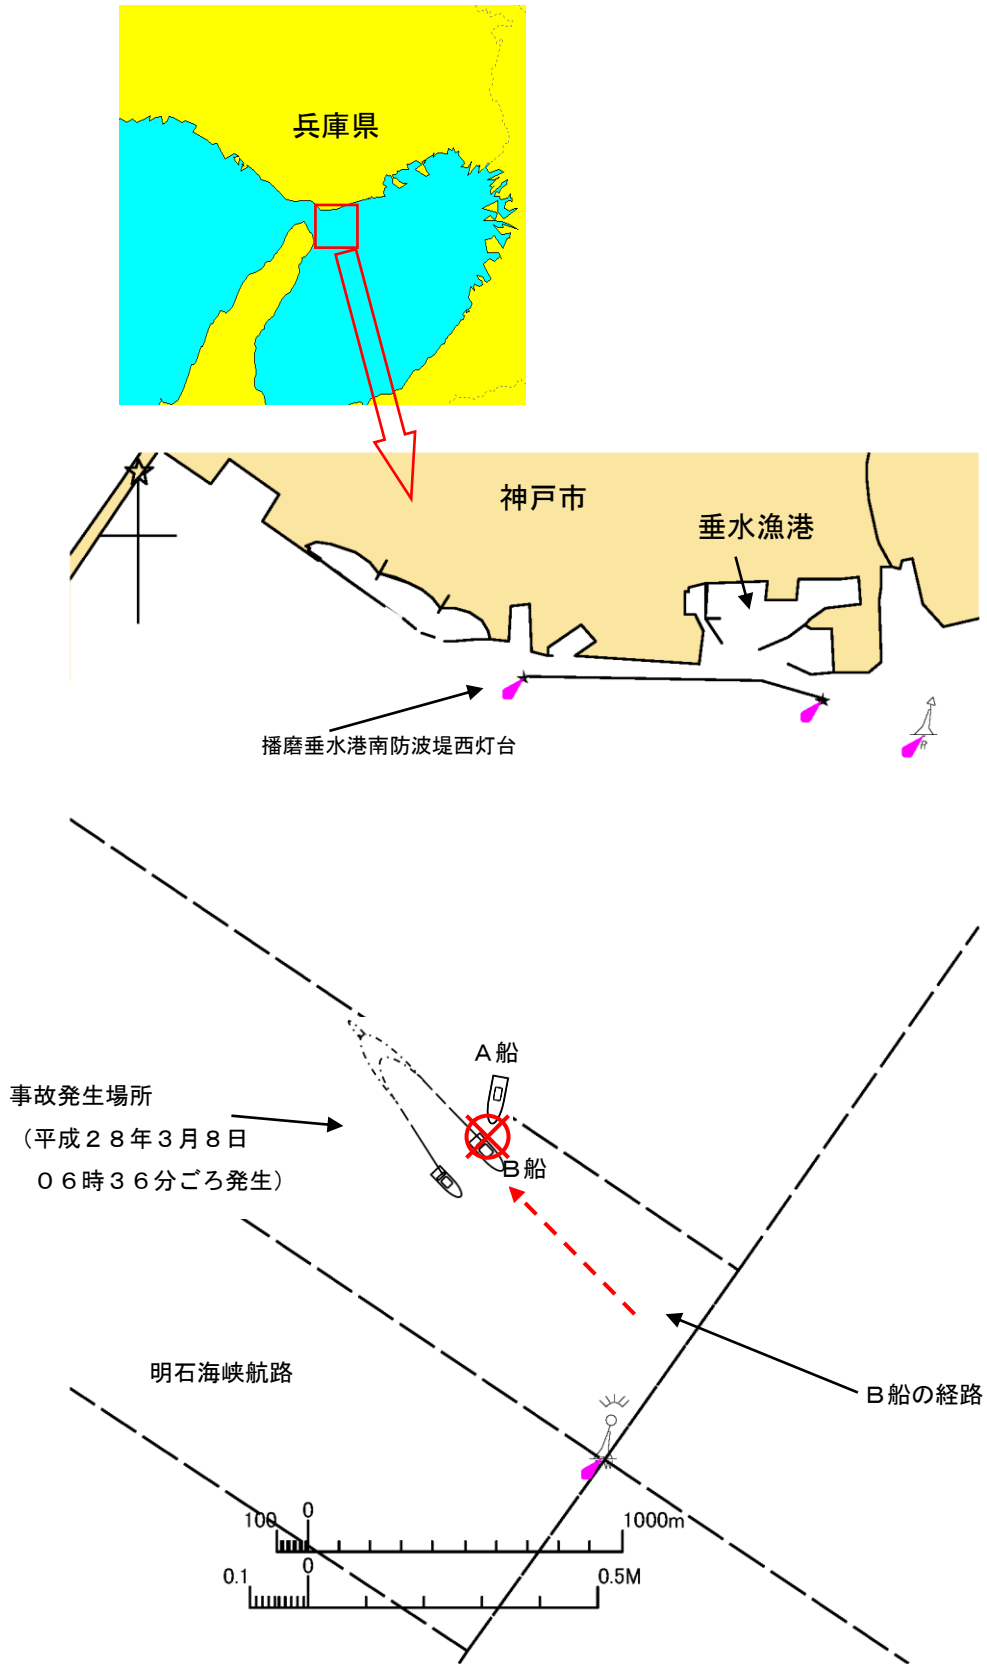 兵庫県
神戸市
垂水漁港
播磨垂水港南防波堤西灯台
R
A船
事故発生場所
（平成２８年３月８日
０６時３６分ごろ発生）
B船
明石海峡航路
B船の経路
100 0 1000m
0.1 0 0.5M